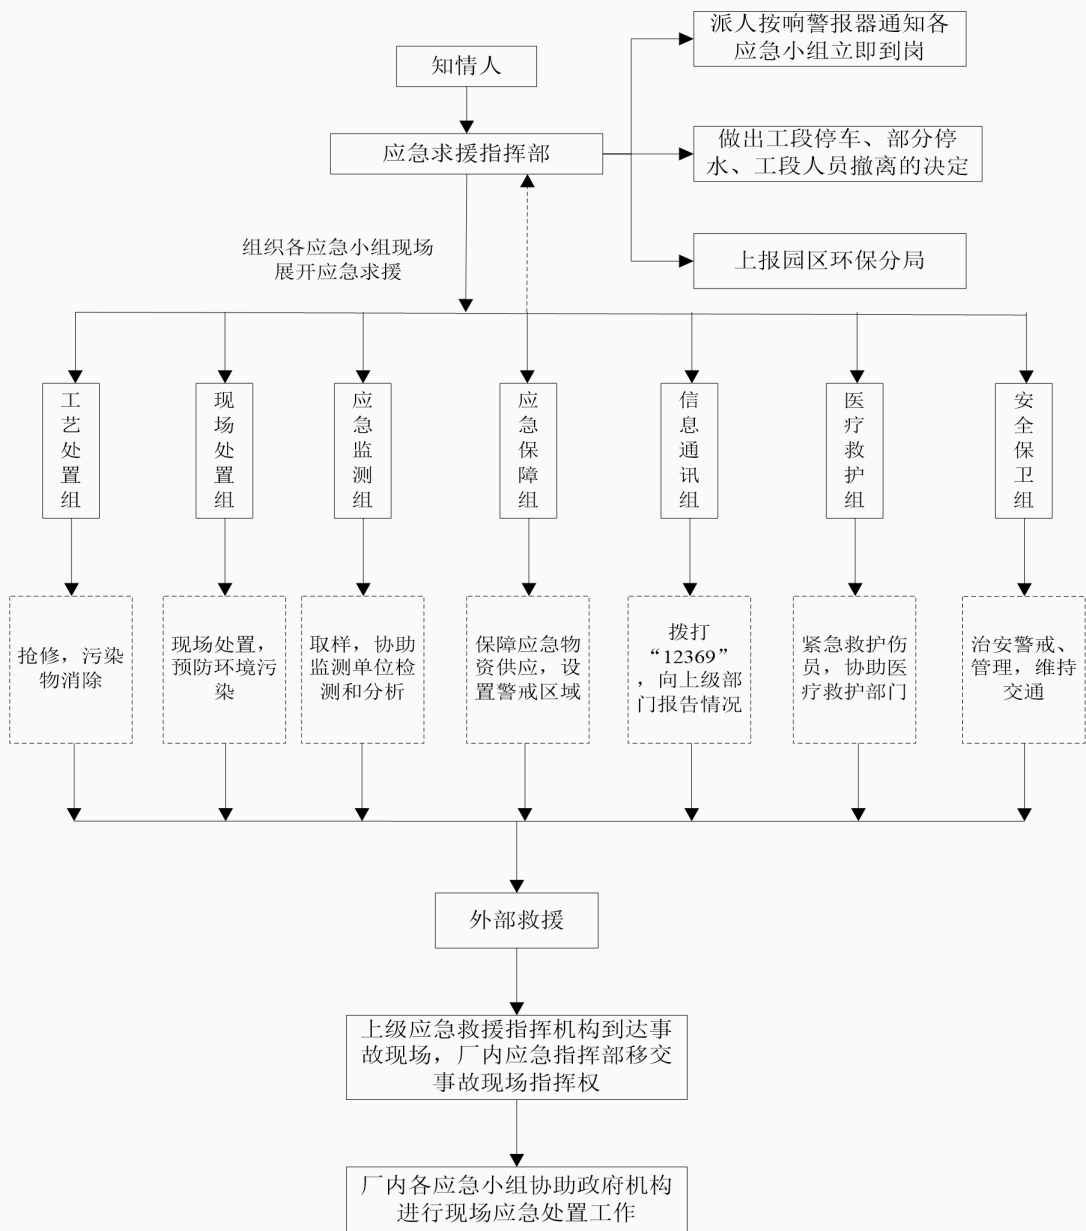 派人按响警报器通知各
应急小组立即到岗
知情人
应急求援指挥部
做出工段停车、部分停
水、工段人员撤离的决定
组织各应急小组现场
展开应急求援
上报园区环保分局
工艺处置组
现场处置组
应急监测组
应急保障组
信息通讯组
医疗救护组
安全保卫组
抢修，污染
物消除
现场处置，
预防环境污
染
取样，协助
监测单位检
测和分析
保障应急物
资供应，设
置警戒区域
拨打
“12369”
，向上级部
门报告情况
紧急救护伤
员，协助医
疗救护部门
治安警戒、
管理，维持
交通
外部救援
上级应急救援指挥机构到达事
故现场，厂内应急指挥部移交
事故现场指挥权
厂内各应急小组协助政府机构
进行现场应急处置工作